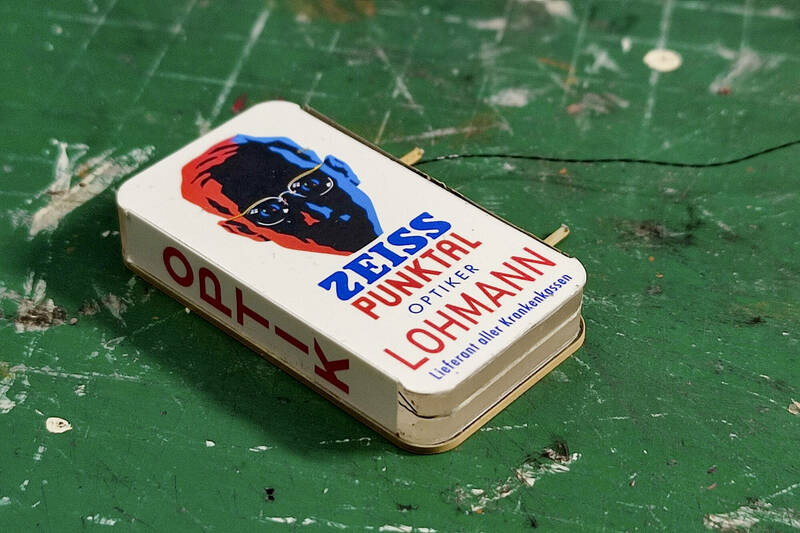 ZEISS
PUNKTAL
OPTIKER
LOHMANN
Lieferant aller Krankenkassen
OPTIK